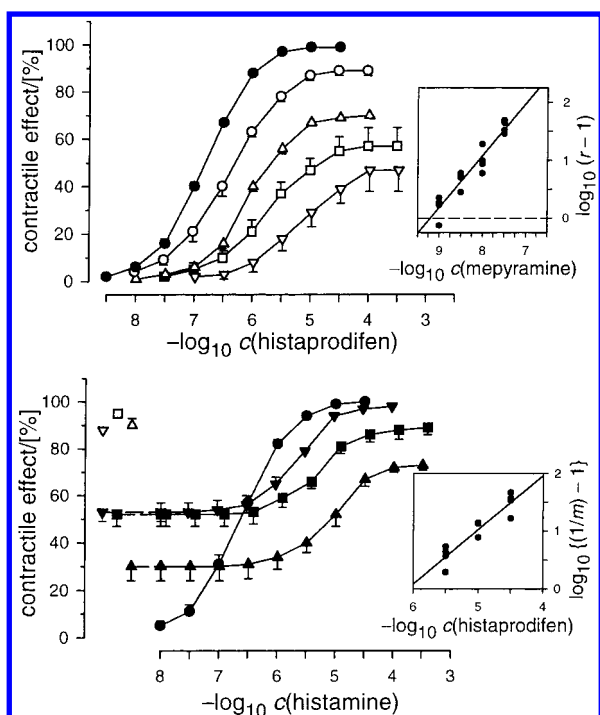 contractile effect/[%]
100
80
60
40
20
0
8 7 6 5 4 3
−log10 c(histaprodifen)
2
1
0
log10 (r − 1)
9 8 7
−log10 c(mepyramine)
contractile effect/[%]
100
80
60
40
20
0
8 7 6 5 4 3
−log10 c(histamine)
2
1
0
log10 {(1/m) − 1}
6 5 4
−log10 c(histaprodifen)